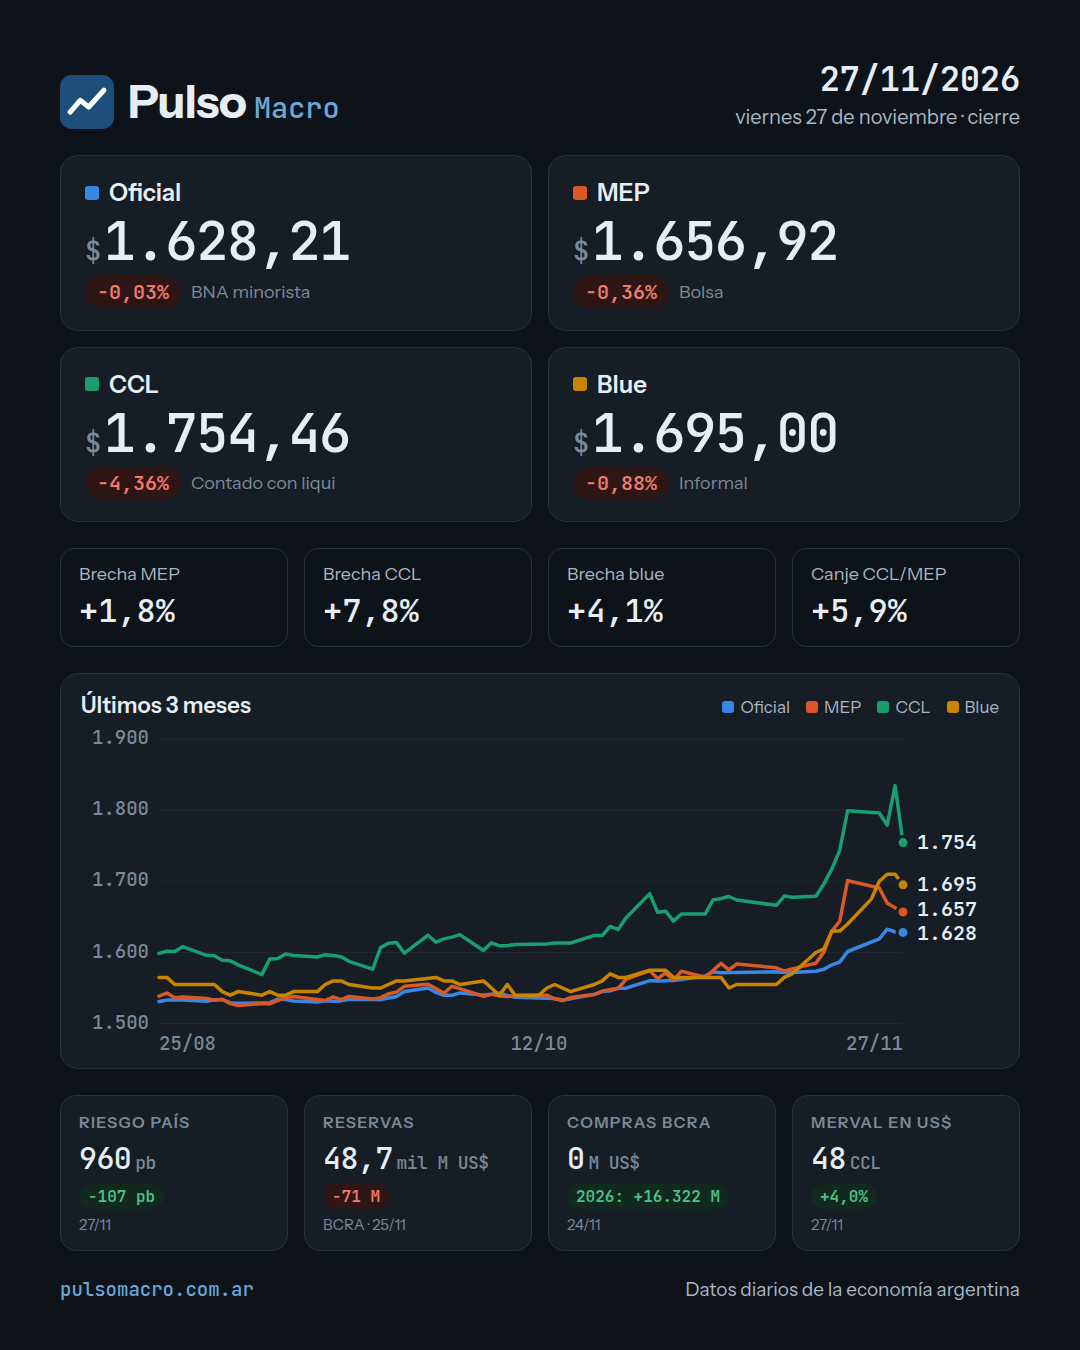 Pulso Macro
27/11/2026
viernes 27 de noviembre · cierre
Oficial
$1.628,21
-0,03% BNA minorista
MEP
$1.656,92
-0,36% Bolsa
CCL
$1.754,46
-4,36% Contado con liqui
Blue
$1.695,00
-0,88% Informal
Brecha MEP
+1,8%
Brecha CCL
+7,8%
Brecha blue
+4,1%
Canje CCL/MEP
+5,9%
Últimos 3 meses
Oficial MEP CCL Blue
1.900
1.800
1.700
1.600
1.500
1.754
1.695
1.657
1.628
25/08 12/10 27/11
RIESGO PAÍS
960 pb
-107 pb
27/11
RESERVAS
48,7 mil M US$
-71 M
BCRA · 25/11
COMPRAS BCRA
0 M US$
2026: +16.322 M
24/11
MERVAL EN US$
48 CCL
+4,0%
27/11
pulsomacro.com.ar
Datos diarios de la economía argentina